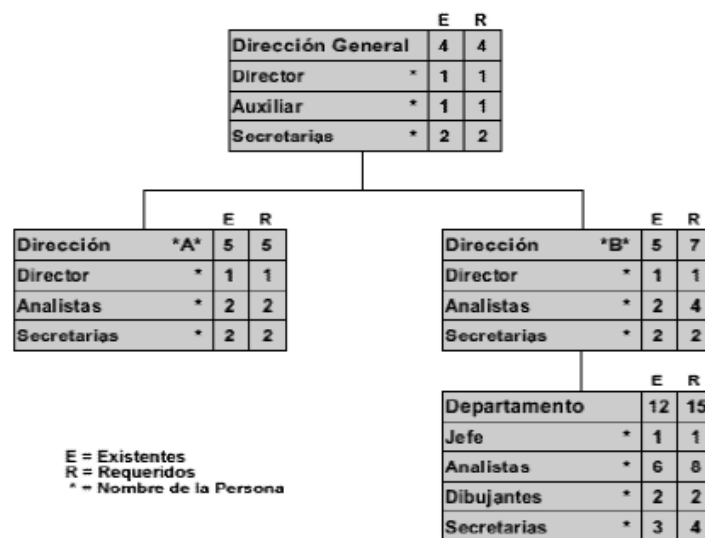 E R
Dirección General 4 4
Director * 1 1
Auxiliar * 1 1
Secretarias * 2 2
E R
Dirección *A* 5 5
Director * 1 1
Analistas * 2 2
Secretarias * 2 2
E R
Dirección *B* 5 7
Director * 1 1
Analistas * 2 4
Secretarias * 2 2
E R
Departamento 12 15
Jefe * 1 1
Analistas * 6 8
Dibujantes * 2 2
Secretarias * 3 4
E = Existentes
R = Requeridos
* = Nombre de la Persona